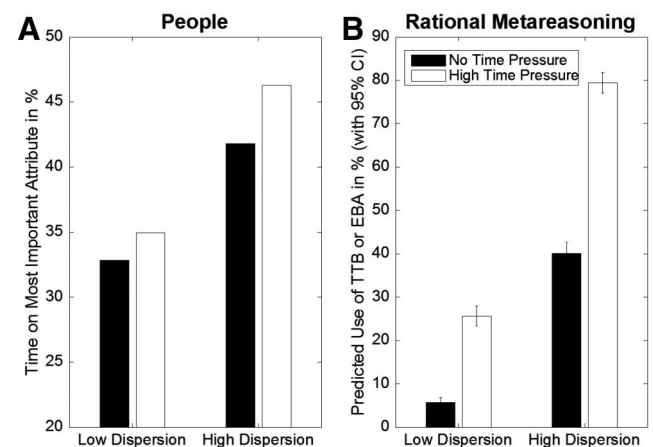 A
People
Time on Most Important Attribute in %
50
45
40
35
30
25
20
Low Dispersion High Dispersion
B
Rational Metareasoning
Predicted Use of TTB or EBA in % (with 95% CI)
90
80
70
60
50
40
30
20
10
0
No Time Pressure
High Time Pressure
Low Dispersion High Dispersion